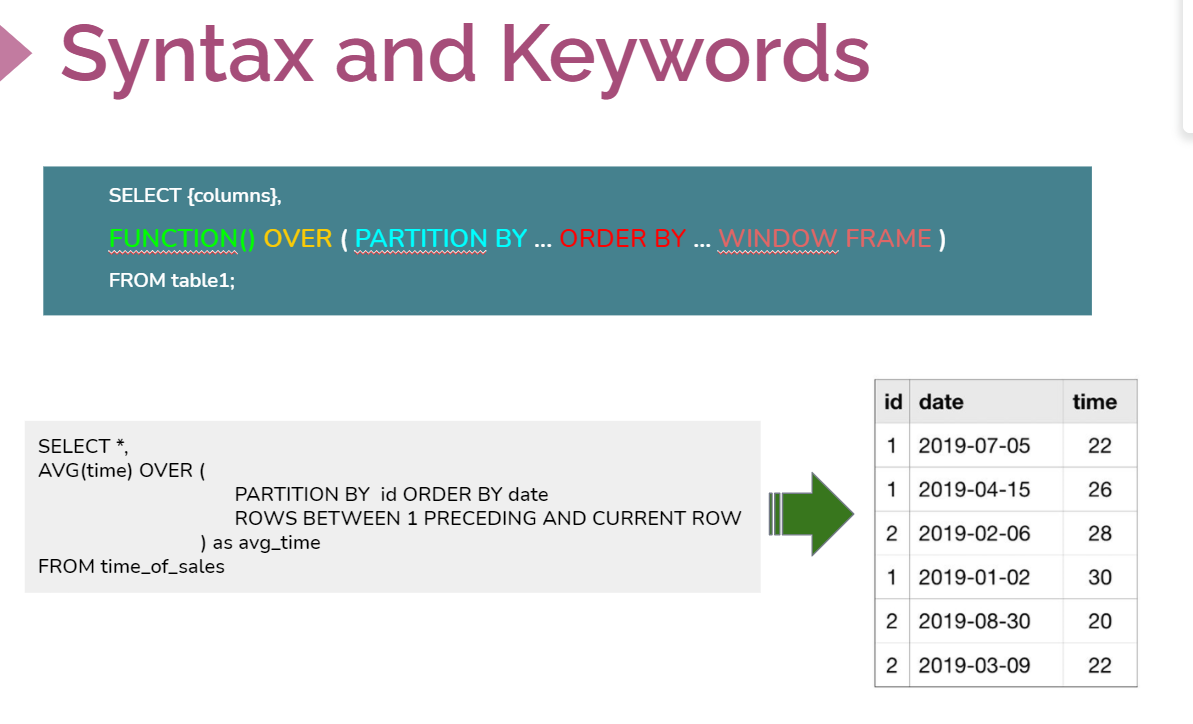 Syntax and Keywords
SELECT {columns},
FUNCTION() OVER ( PARTITION BY ... ORDER BY ... WINDOW FRAME )
FROM table1;
SELECT *,
AVG(time) OVER (
PARTITION BY  id ORDER BY date
ROWS BETWEEN 1 PRECEDING AND CURRENT ROW
) as avg_time
FROM time_of_sales
id date time
1 2019-07-05 22
1 2019-04-15 26
2 2019-02-06 28
1 2019-01-02 30
2 2019-08-30 20
2 2019-03-09 22